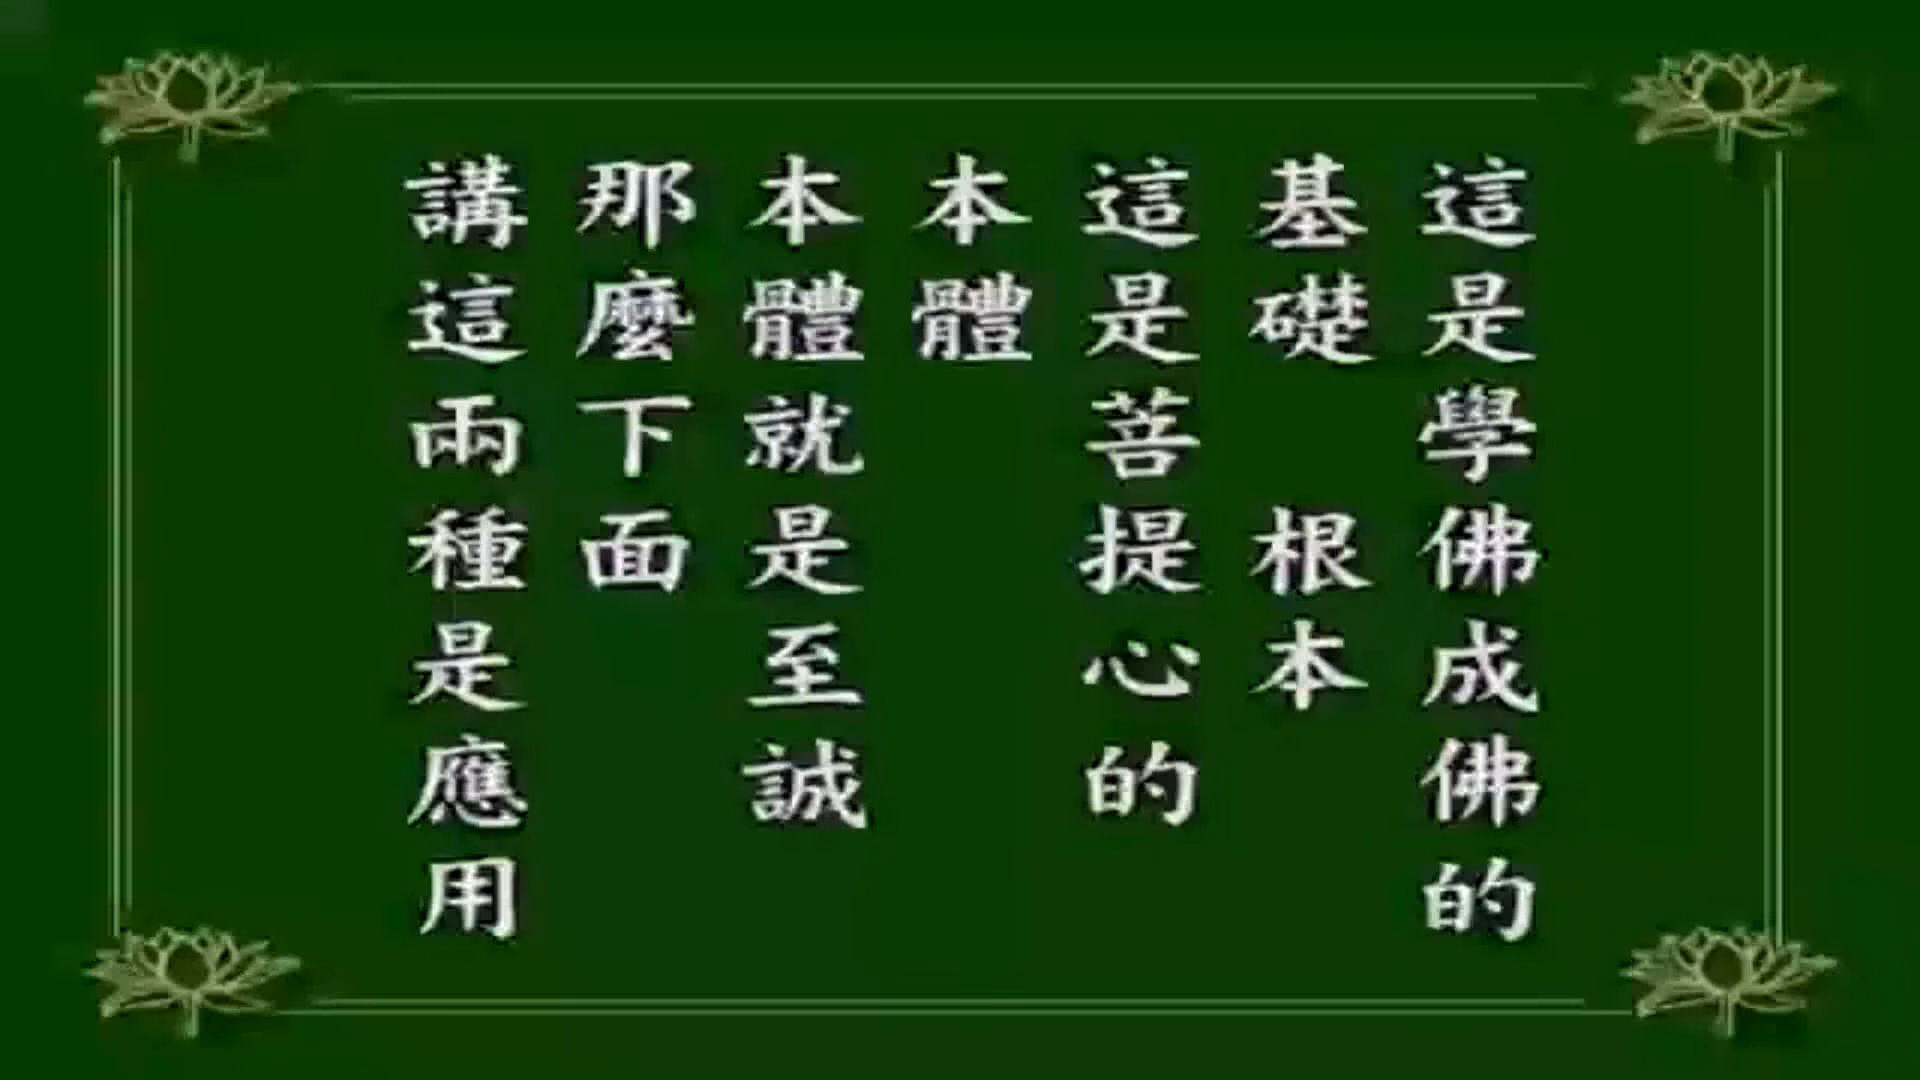 這是學佛成佛的
基礎　根本
這是菩提心的
本體
本體就是至誠
那麼下面
講這兩種是應用